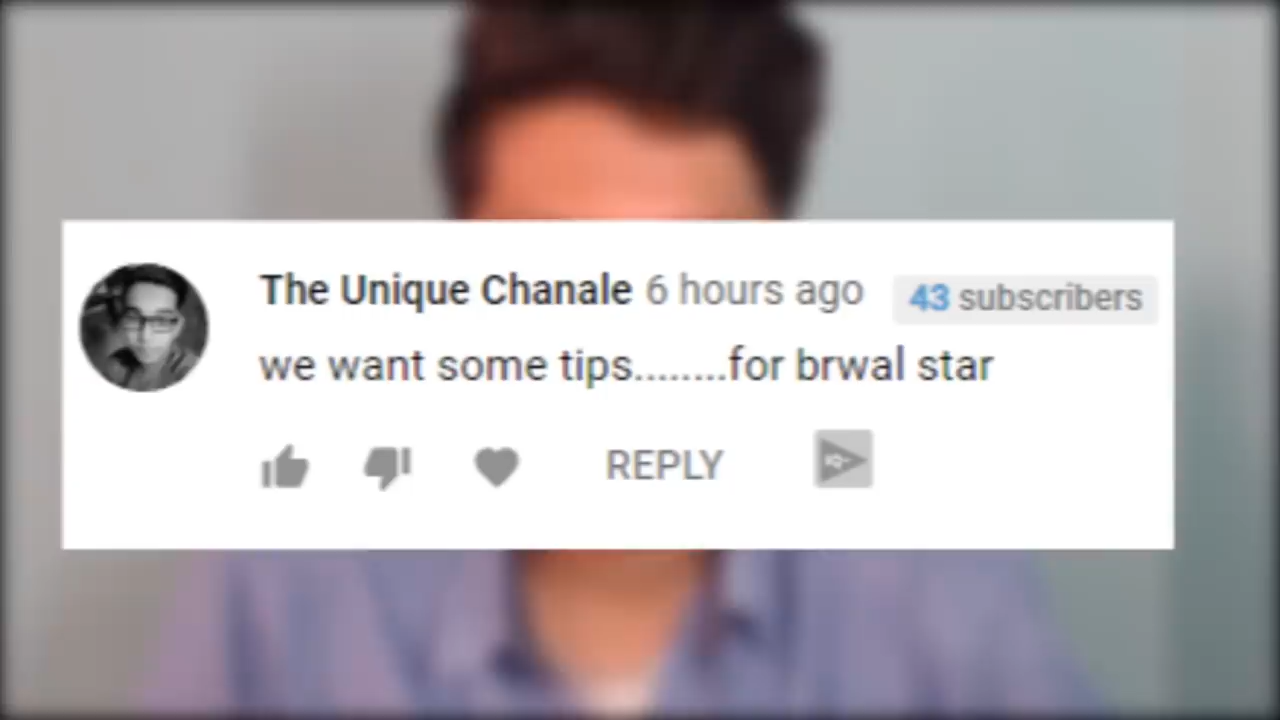 The Unique Chanale 6 hours ago 43 subscribers
we want some tips........for brwal star
REPLY